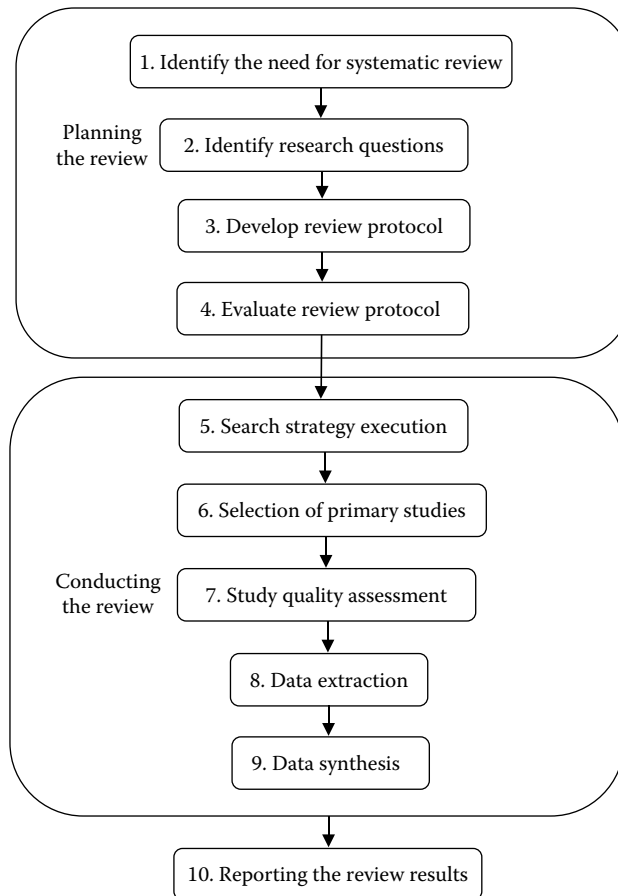 1. Identify the need for systematic review
Planning
the review
2. Identify research questions
3. Develop review protocol
4. Evaluate review protocol
5. Search strategy execution
6. Selection of primary studies
Conducting
the review
7. Study quality assessment
8. Data extraction
9. Data synthesis
10. Reporting the review results